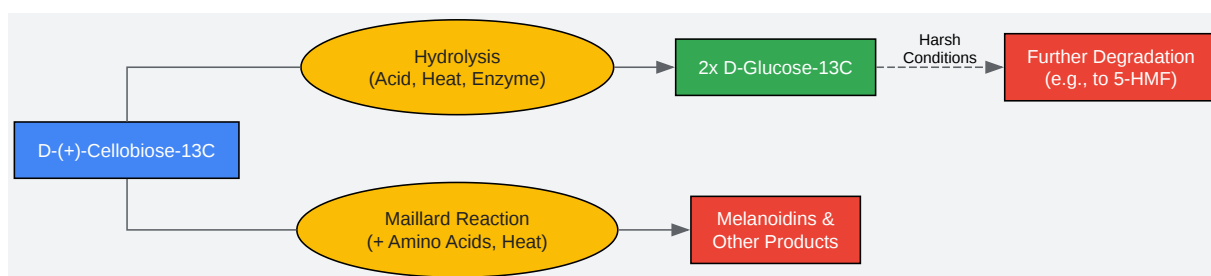 Hydrolysis
(Acid, Heat, Enzyme)
2x D-Glucose-13C
Harsh
Conditions
Further Degradation
(e.g., to 5-HMF)
D-(+)-Cellobiose-13C
Maillard Reaction
(+ Amino Acids, Heat)
Melanoidins &
Other Products